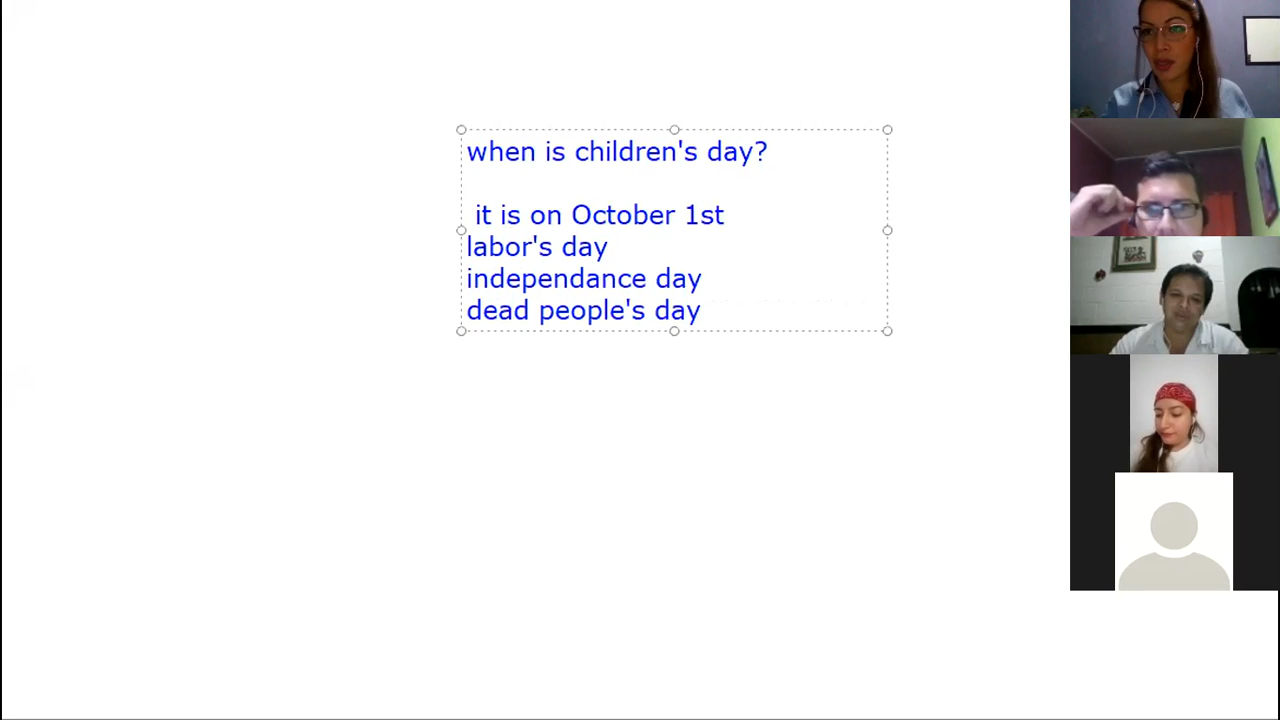 when is children's day?
it is on October 1st
labor's day
independance day
dead people's day